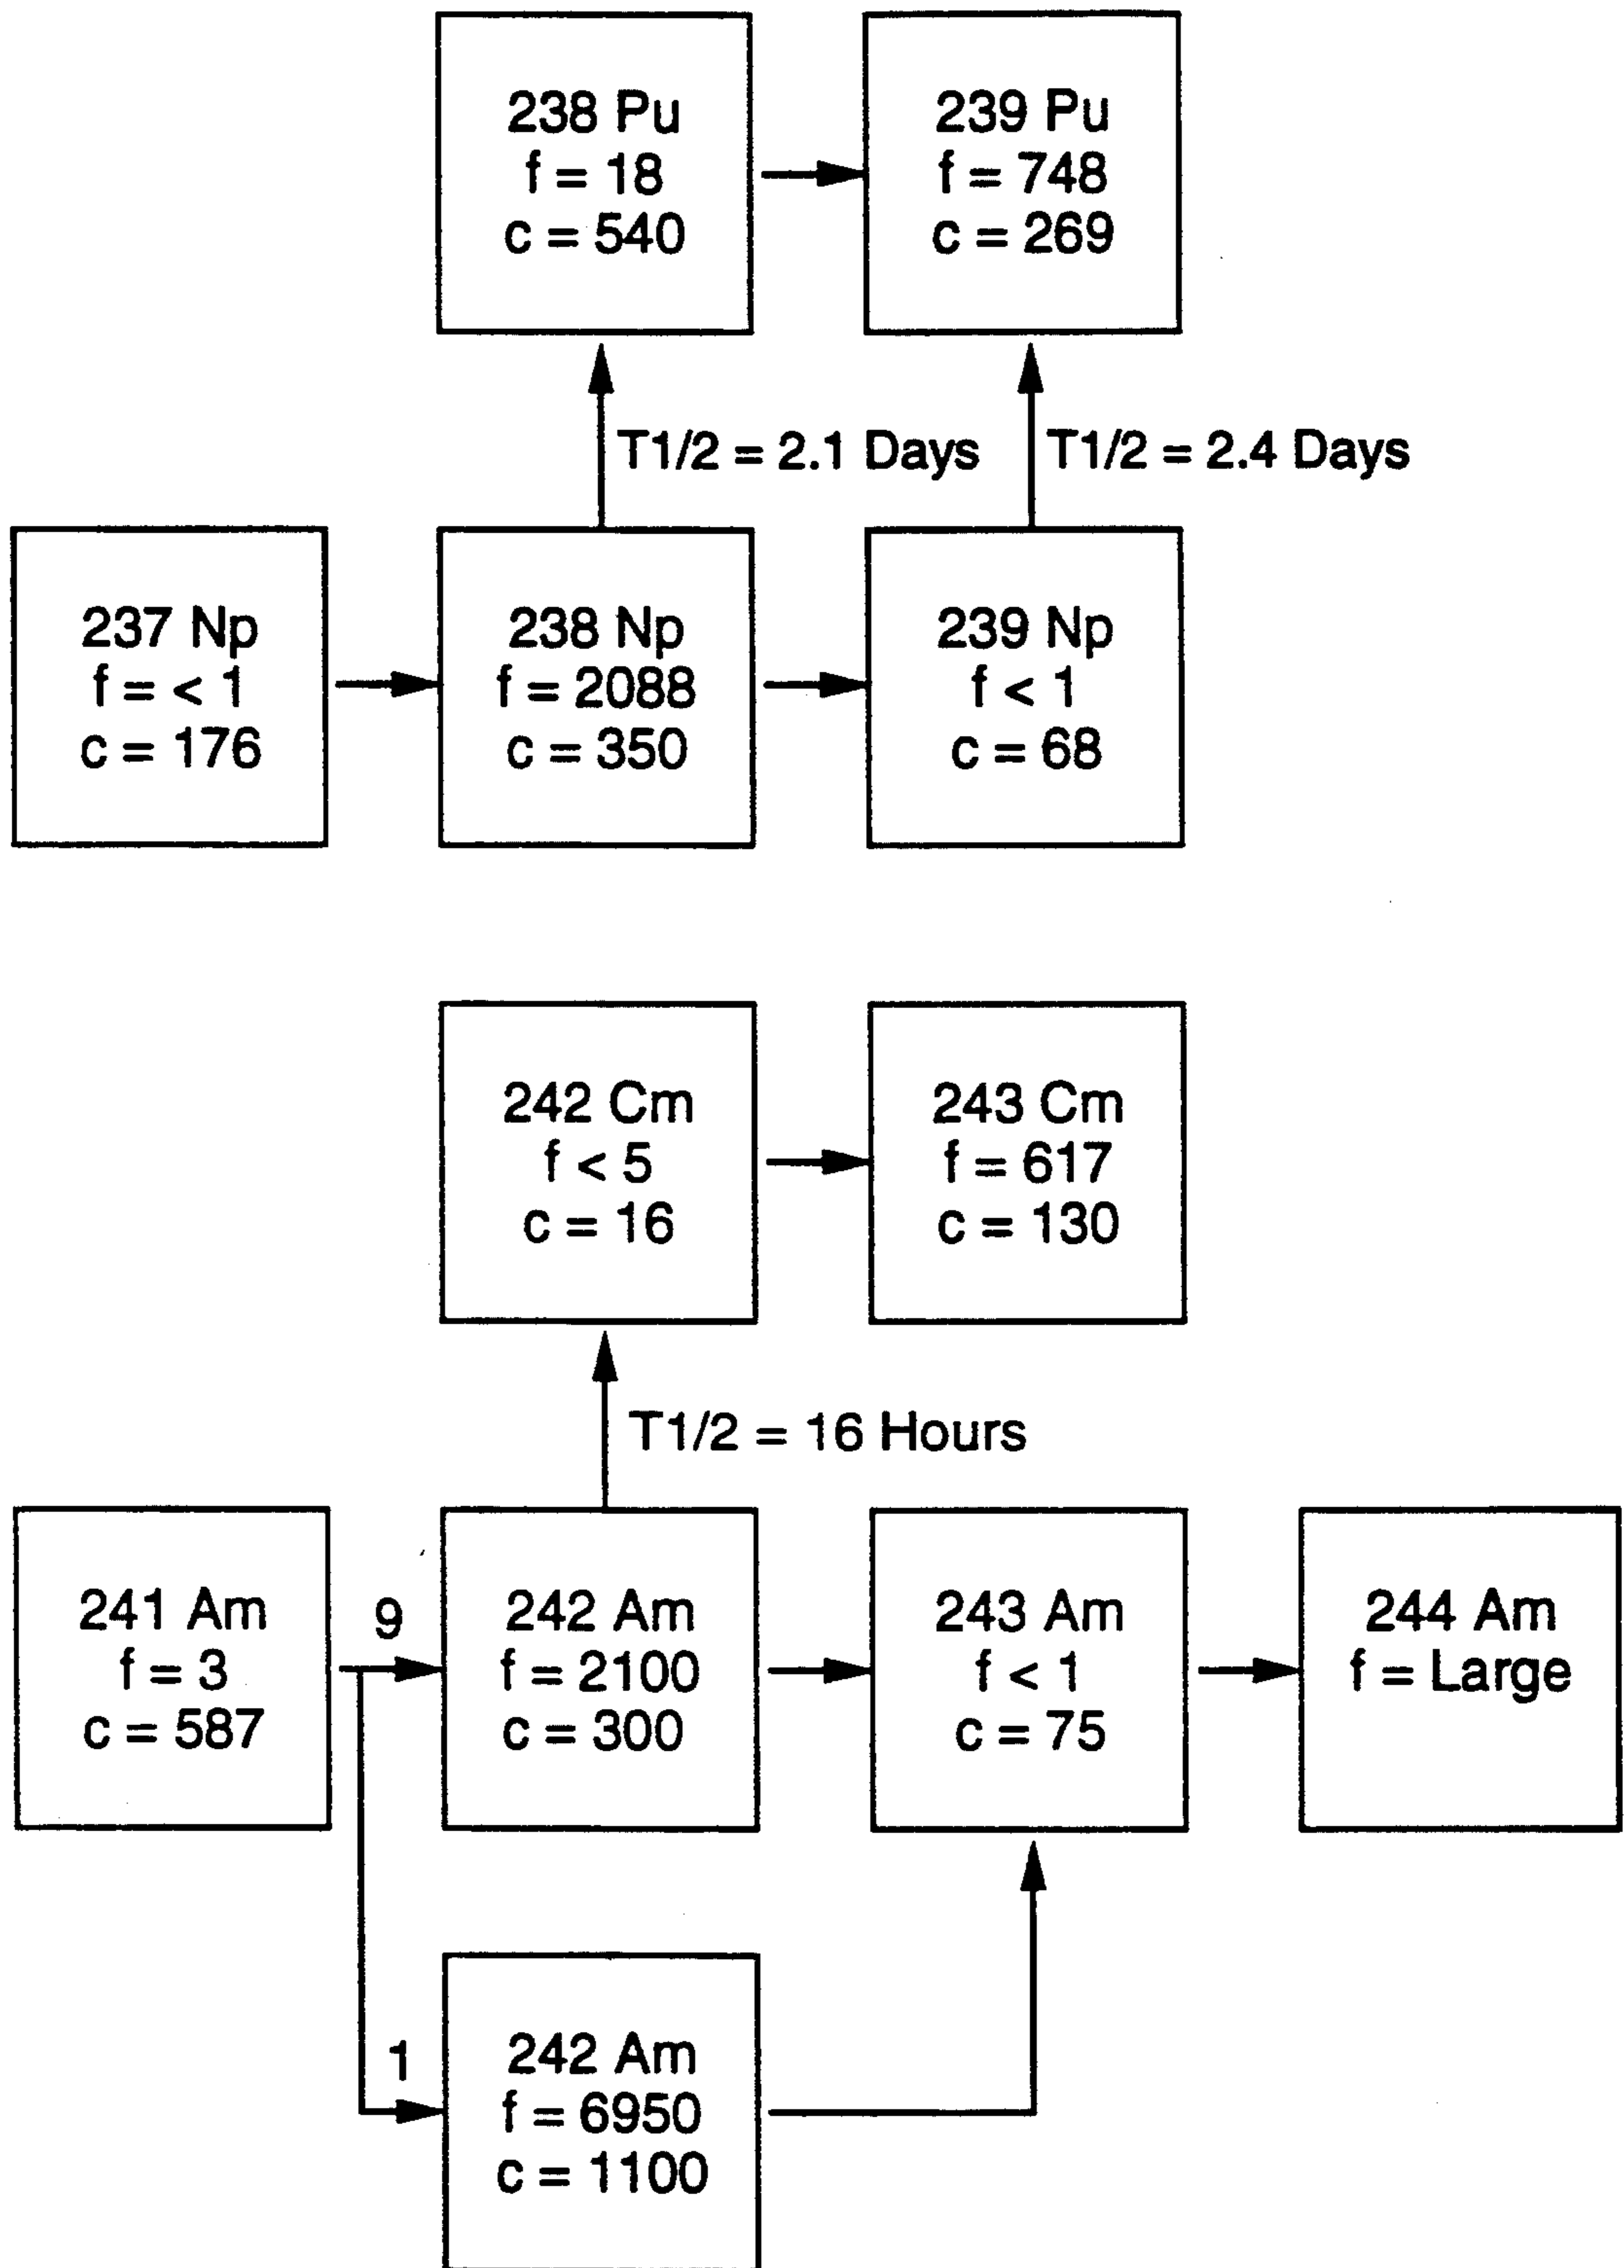 238 Pu
f = 18
c = 540
239 Pu
f = 748
c = 269
T1/2 = 2.1 Days
T1/2 = 2.4 Days
237 Np
f = < 1
c = 176
238 Np
f = 2088
c = 350
239 Np
f < 1
c = 68
242 Cm
f < 5
c = 16
243 Cm
f = 617
c = 130
T1/2 = 16 Hours
241 Am
f = 3
c = 587
9
242 Am
f = 2100
c = 300
243 Am
f < 1
c = 75
244 Am
f = Large
1
242 Am
f = 6950
c = 1100